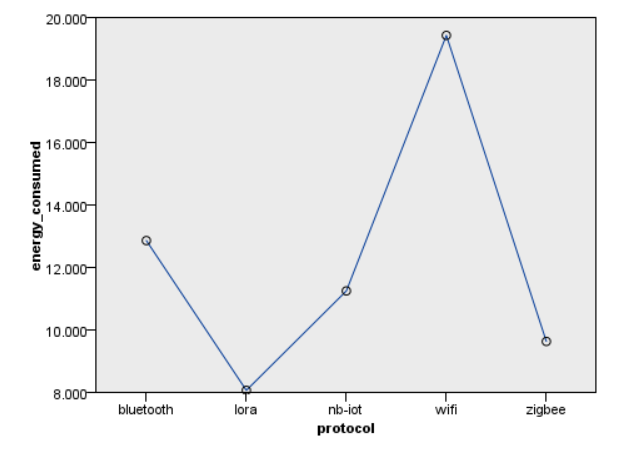 20.000
18.000
16.000
14.000
12.000
10.000
8.000
energy_consumed
bluetooth lora nb-iot wifi zigbee
protocol